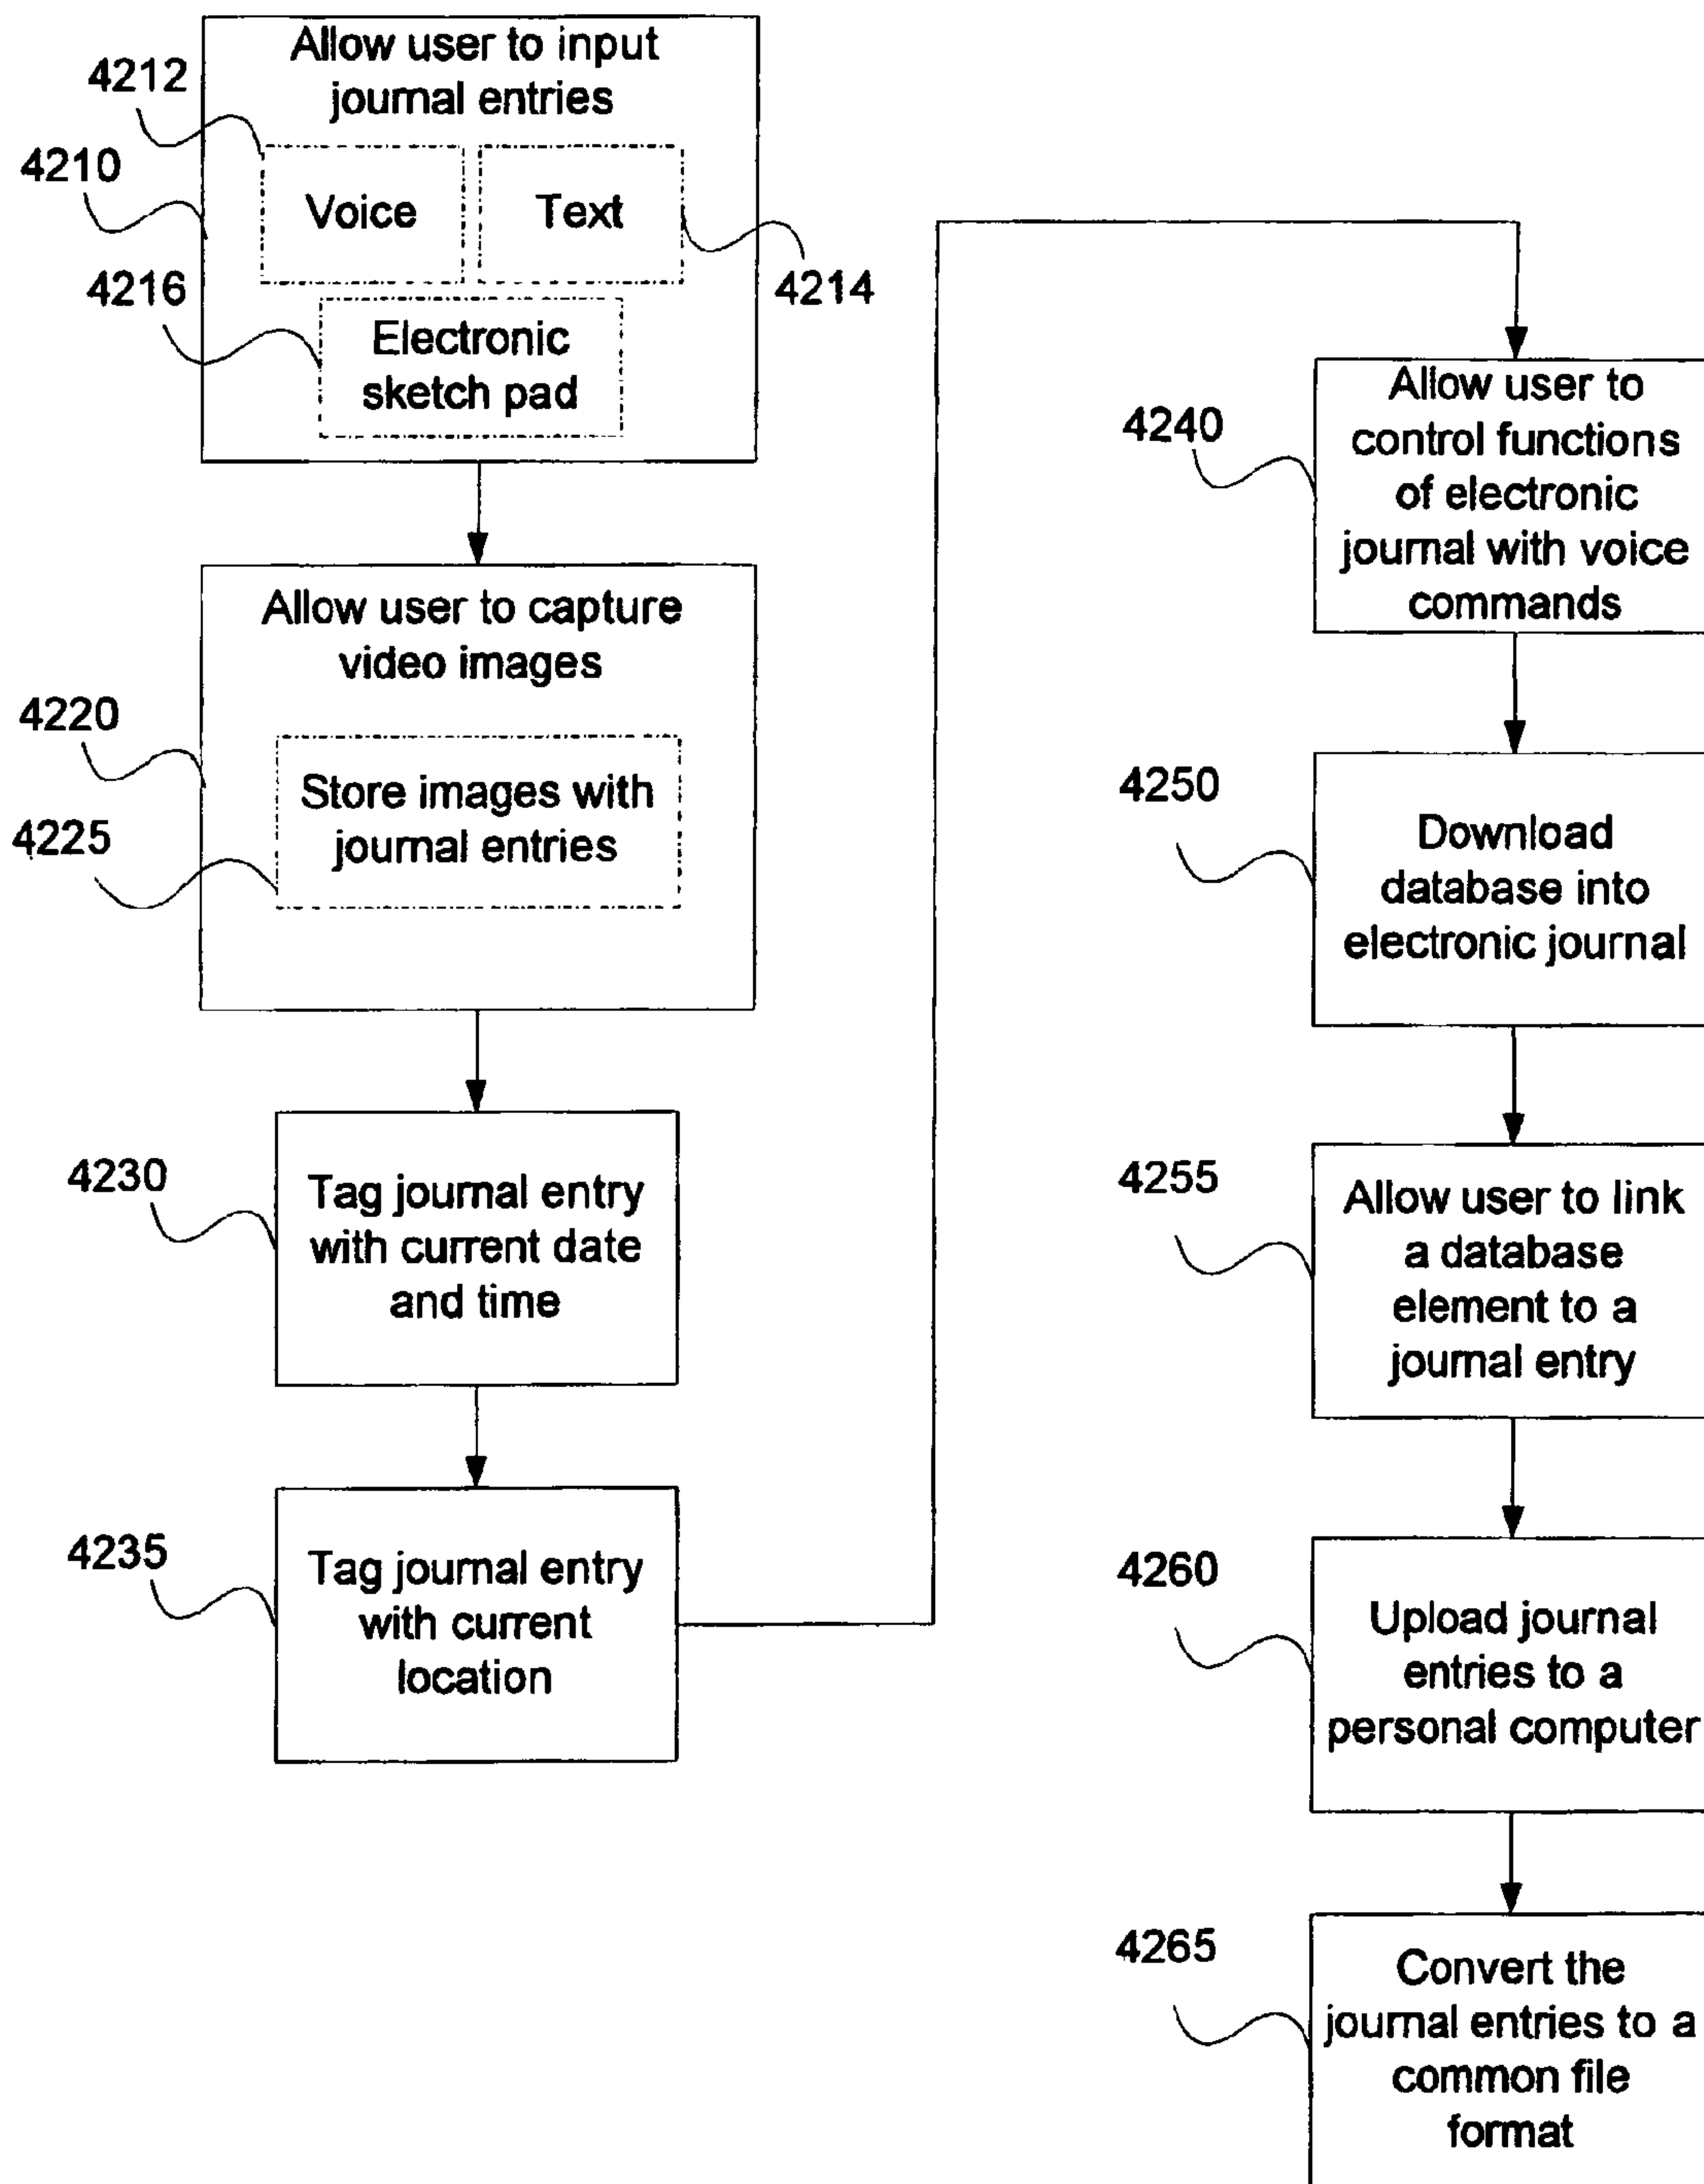 Allow user to input
journal entries
4212
4210
Voice
Text
4216
4214
Electronic
sketch pad
Allow user to capture
video images
4220
Store images with
journal entries
4225
4230
Tag journal entry
with current date
and time
4235
Tag journal entry
with current
location
4240
Allow user to
control functions
of electronic
journal with voice
commands
4250
Download
database into
electronic journal
4255
Allow user to link
a database
element to a
journal entry
4260
Upload journal
entries to a
personal computer
4265
Convert the
journal entries to a
common file
format